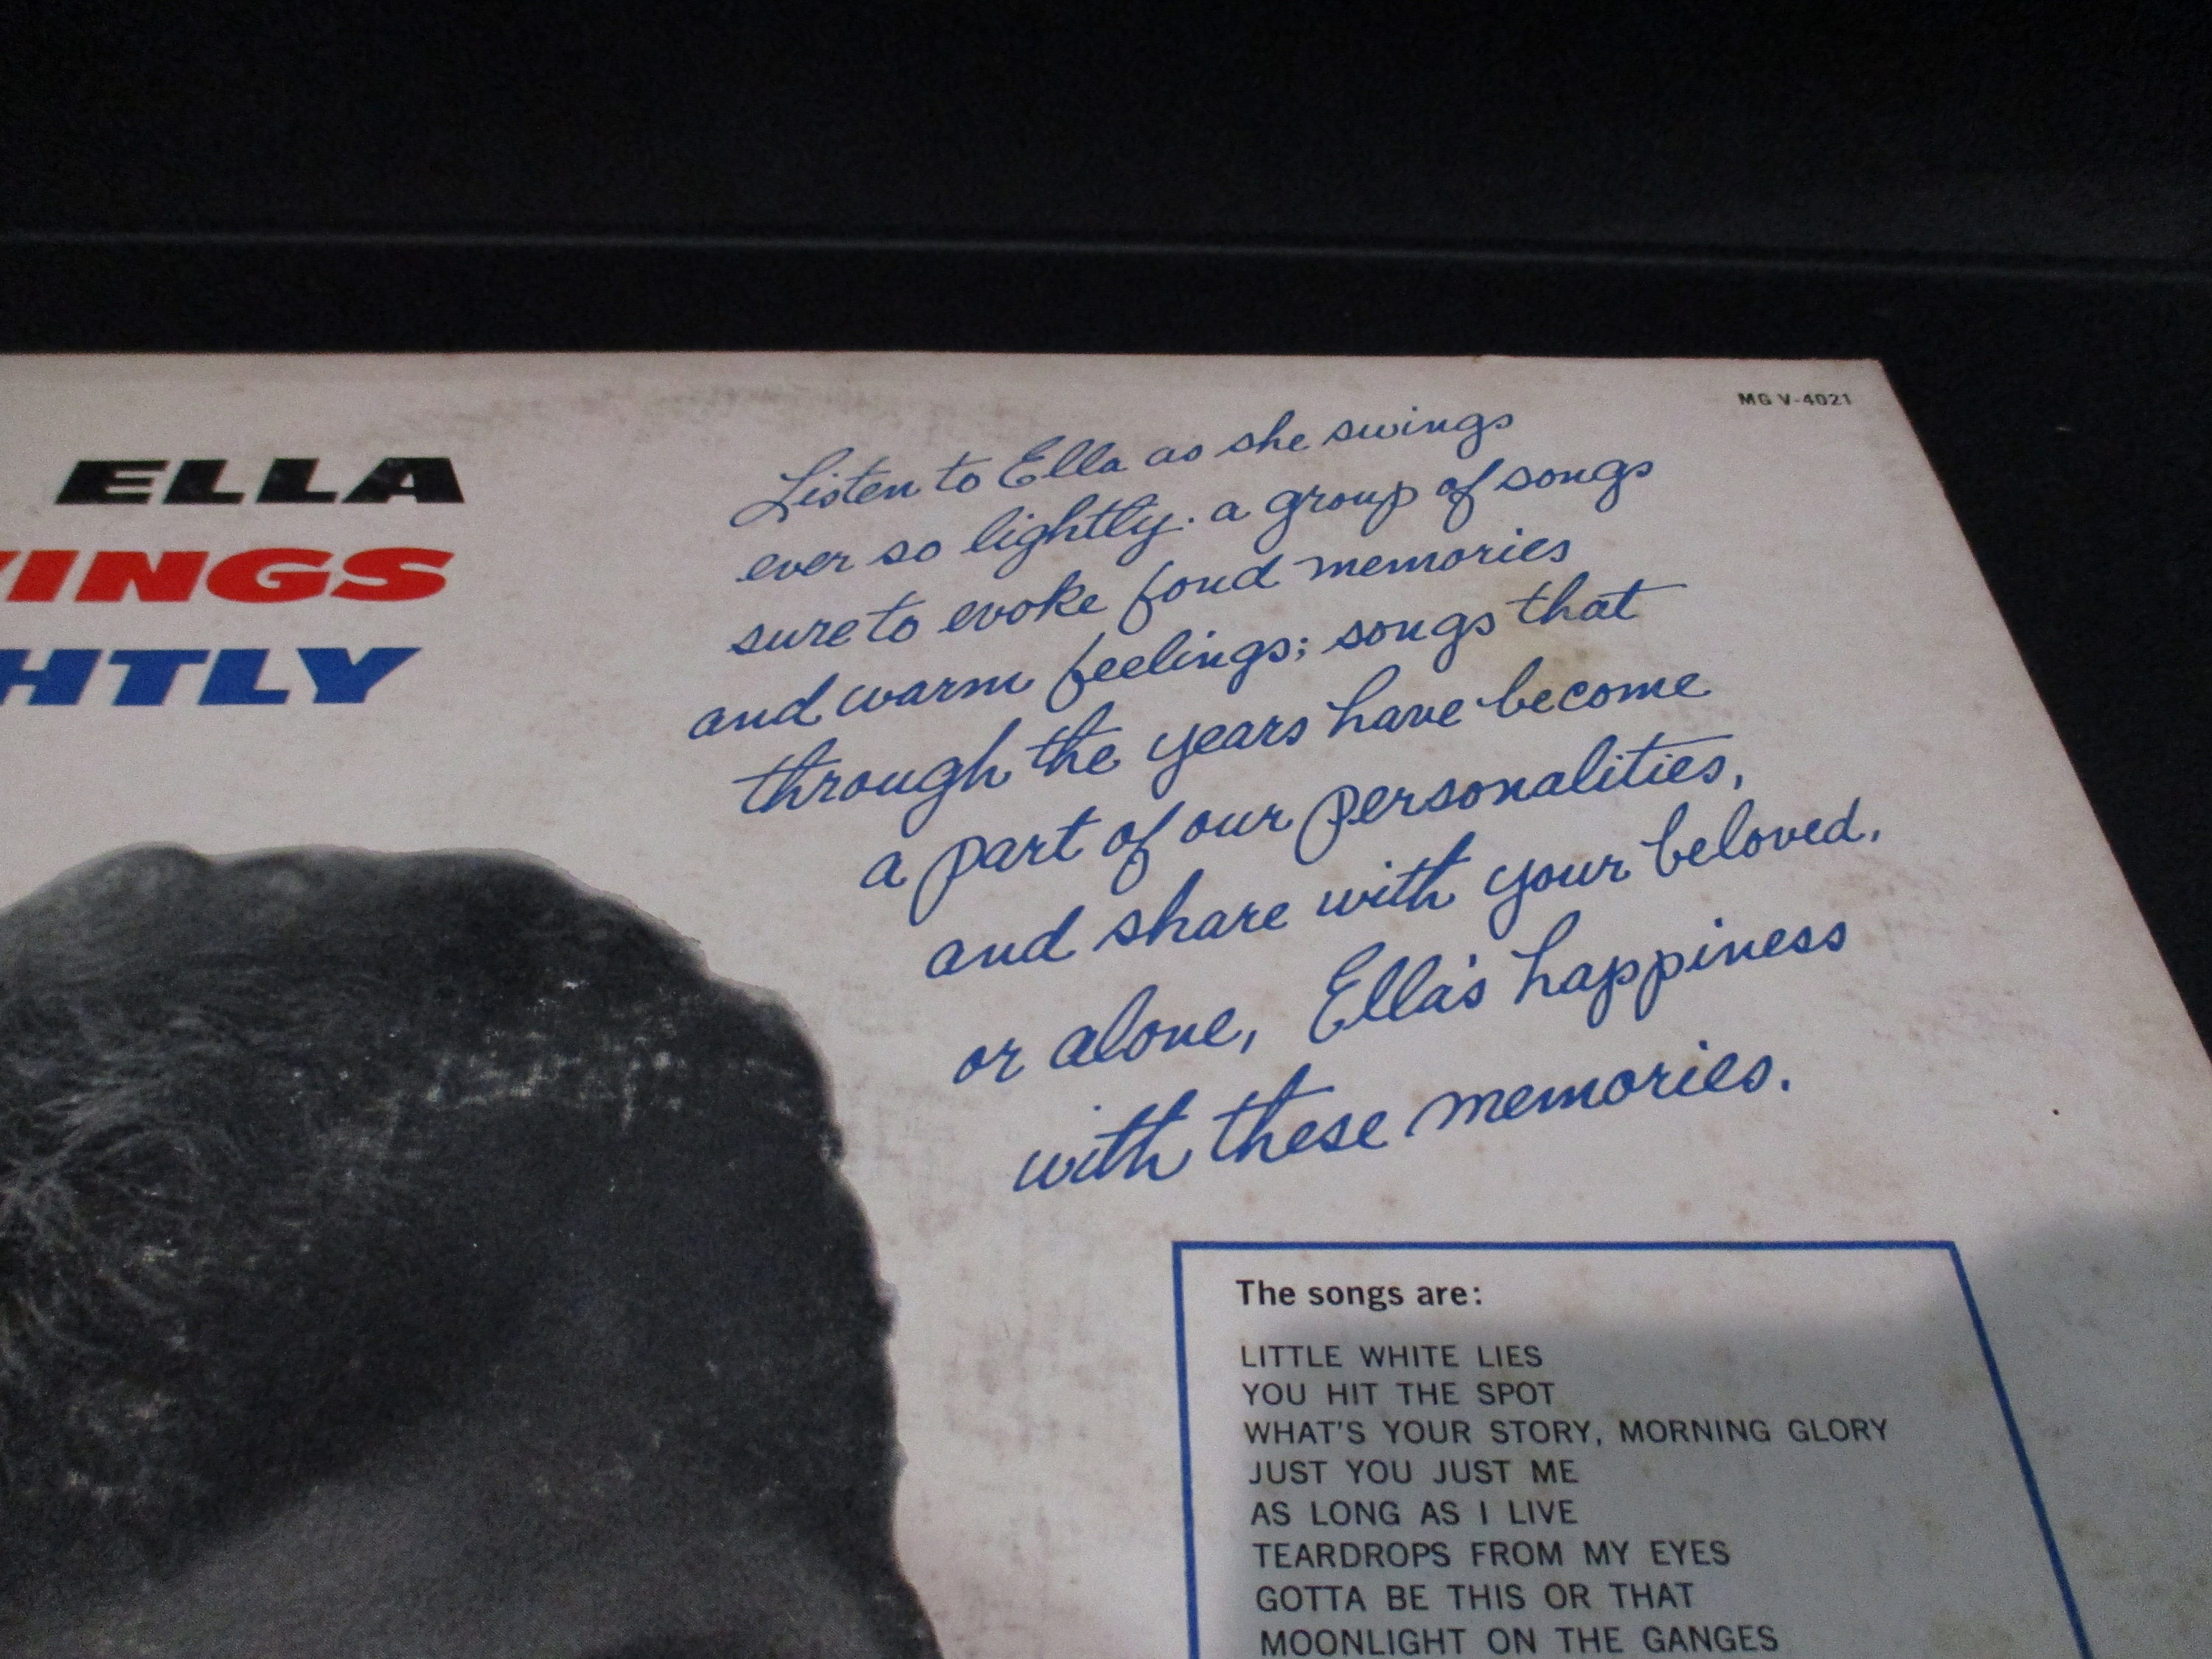 MG V-4021
ELLA
INGS
HTLY
Listen to Ella as she swings
ever so lightly. a group of songs
sure to evoke fond memories
and warm feelings; songs that
through the years have become
a part of our personalities,
and share with your beloved,
or alone, Ella's happiness
with these memories.
The songs are:
LITTLE WHITE LIES
YOU HIT THE SPOT
WHAT'S YOUR STORY, MORNING GLORY
JUST YOU JUST ME
AS LONG AS I LIVE
TEARDROPS FROM MY EYES
GOTTA BE THIS OR THAT
MOONLIGHT ON THE GANGES